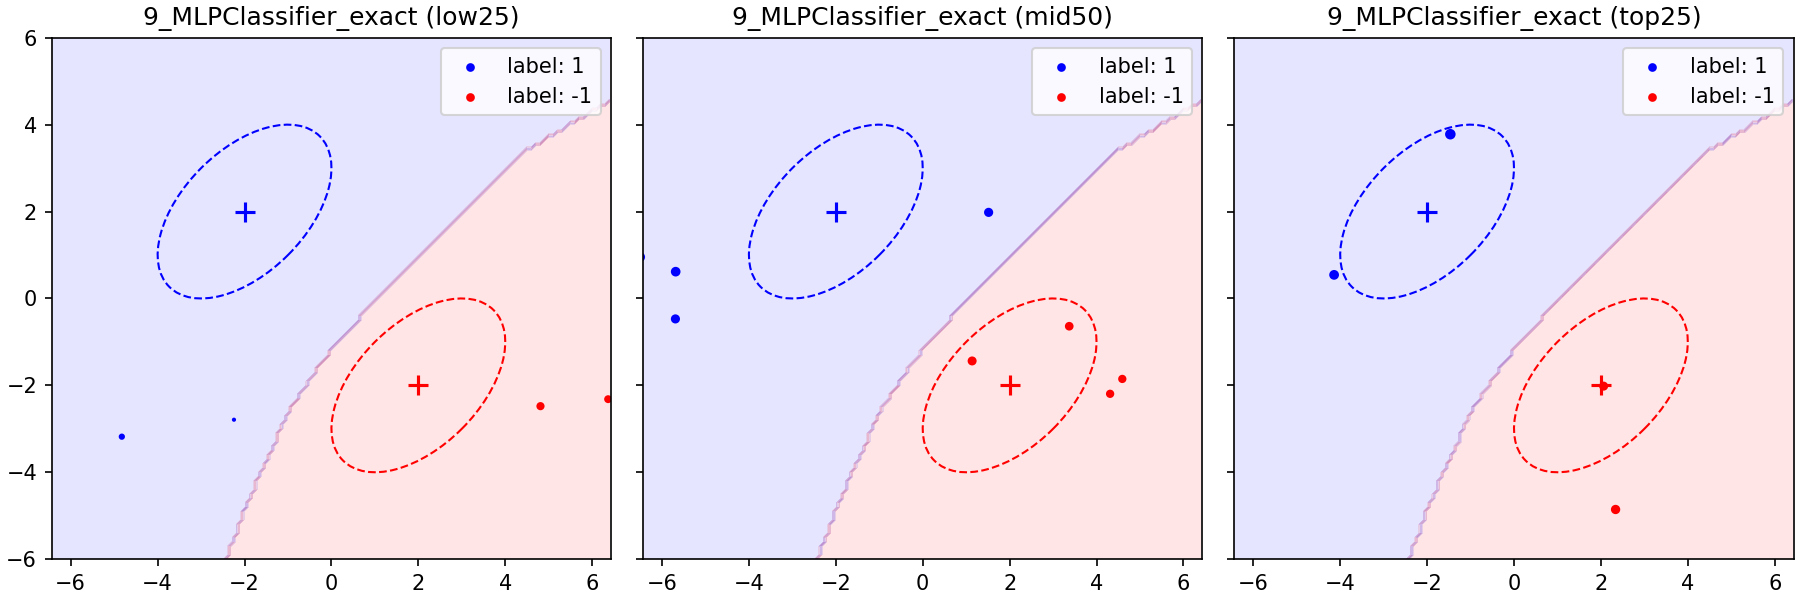 9_MLPClassifier_exact (low25)
9_MLPClassifier_exact (mid50)
9_MLPClassifier_exact (top25)
label: 1
label: -1
label: 1
label: -1
label: 1
label: -1
6
4
2
0
−2
−4
−6
−6 −4 −2 0 2 4 6
−6 −4 −2 0 2 4 6
−6 −4 −2 0 2 4 6